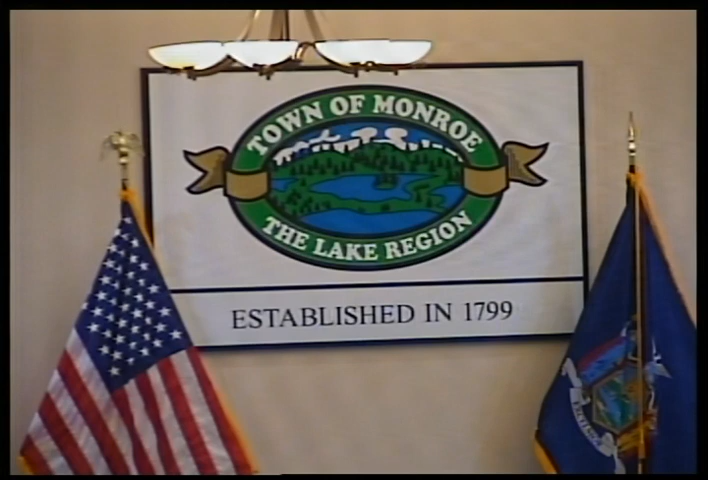 TOWN OF MONROE
THE LAKE REGION
ESTABLISHED IN 1799